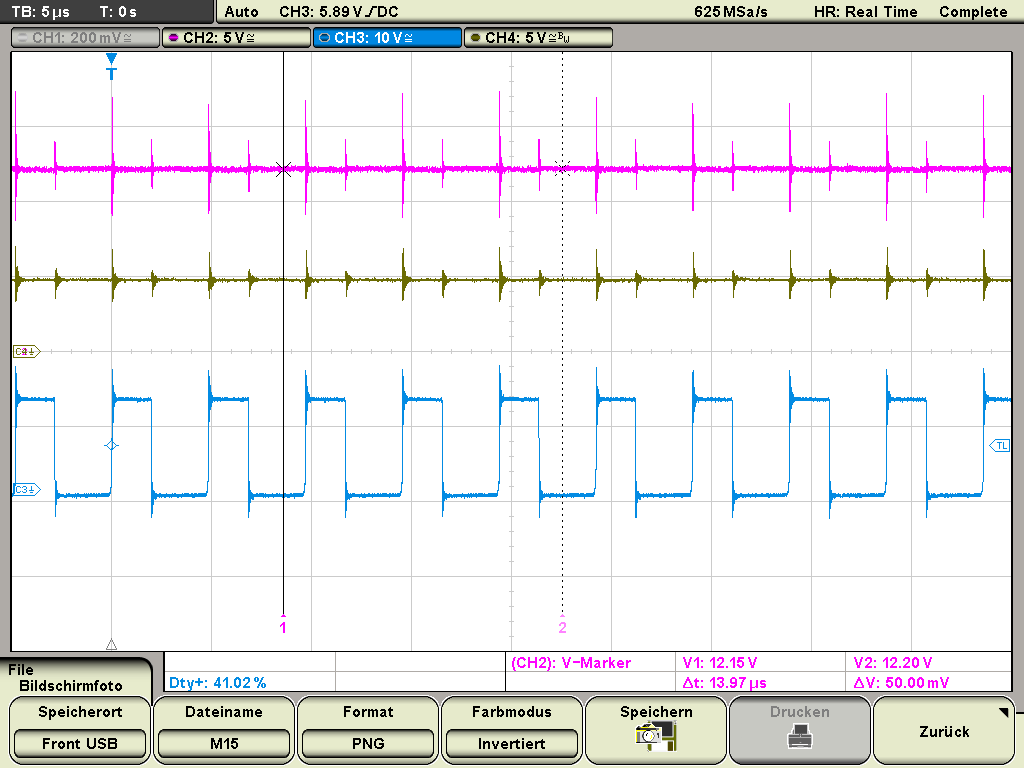 TB: 5 µs T: 0 s Auto CH3: 5.89 V DC 625 MSa/s HR: Real Time Complete
CH1: 200 mV≅ CH2: 5 V≅ CH3: 10 V≅ CH4: 5 V≅BW
T
C3
TL
1 2
File
Bildschirmfoto
(CH2): V-Marker V1: 12.15 V V2: 12.20 V
Dty+: 41.02 % Δt: 13.97 µs ΔV: 50.00 mV
Speicherort Dateiname Format Farbmodus Speichern Drucken Zurück
Front USB M15 PNG Invertiert